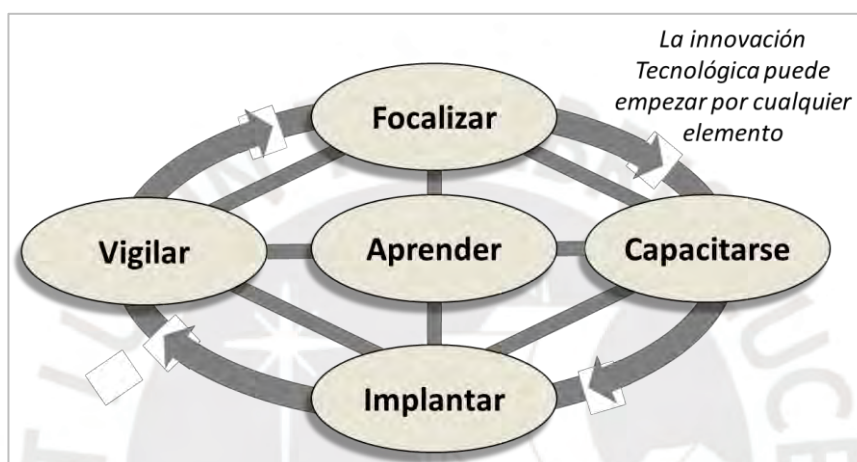 La innovación
Tecnológica puede
empezar por cualquier
elemento
Focalizar
Vigilar
Aprender
Capacitarse
Implantar